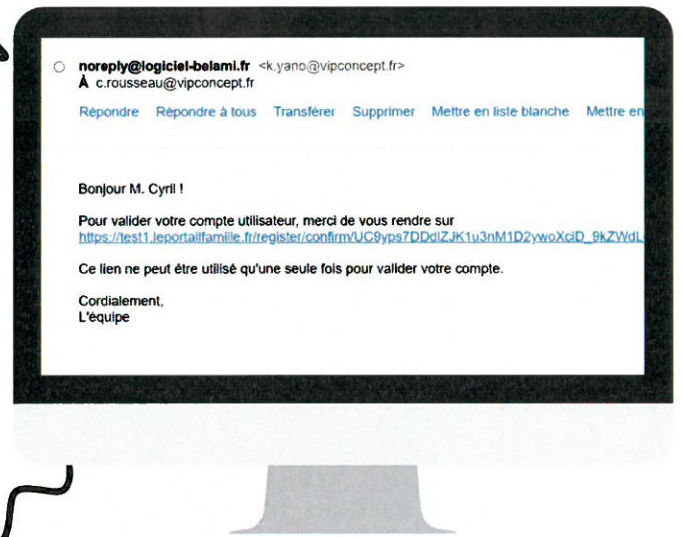 noreply@logiciel-belami.fr <k.yano@vipconcept.fr>
À c.rousseau@vipconcept.fr
Répondre Répondre à tous Transférer Supprimer Mettre en liste blanche Mettre en
Bonjour M. Cyril !
Pour valider votre compte utilisateur, merci de vous rendre sur
https://test1.leportailfamille.fr/register/confirm/UC9yps7DDdIZJK1u3nM1D2ywoXciD_9kZWdL
Ce lien ne peut être utilisé qu'une seule fois pour valider votre compte.
Cordialement,
L'équipe